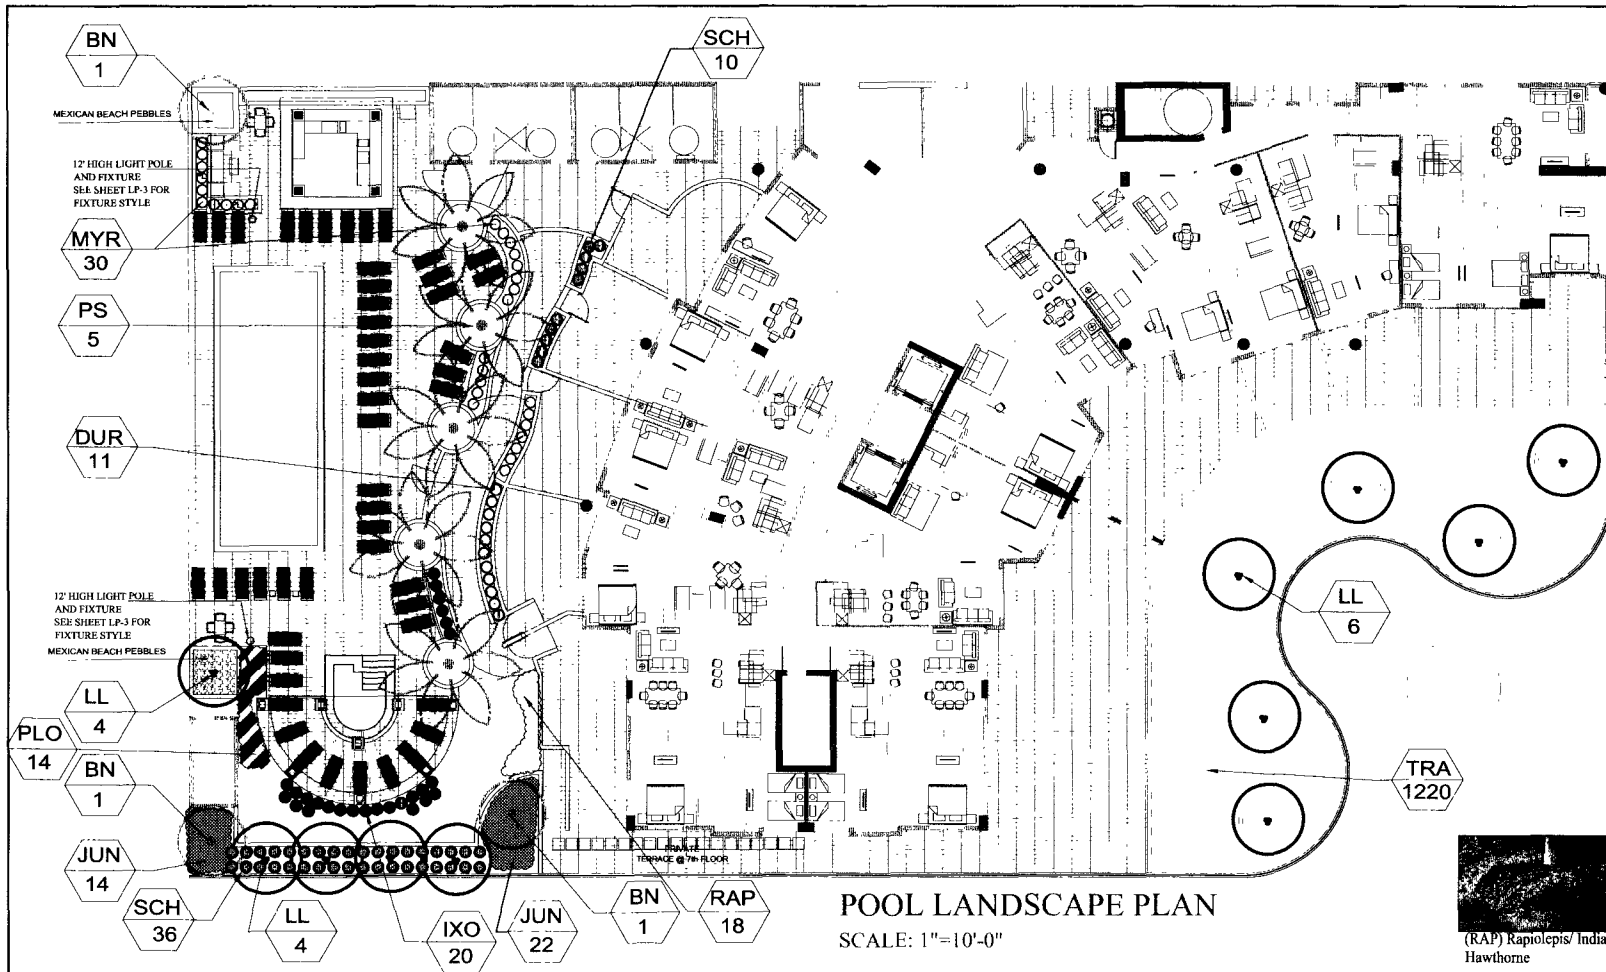 BN
1
SCH
10
MEXICAN BEACH PEBBLES
12' HIGH LIGHT POLE
AND FIXTURE
SEE SHEET LP-3 FOR
FIXTURE STYLE
MYR
30
PS
5
DUR
11
12' HIGH LIGHT POLE
AND FIXTURE
SEE SHEET LP-3 FOR
FIXTURE STYLE
MEXICAN BEACH PEBBLES
LL
6
LL
4
PLO
14
BN
1
TRA
1220
JUN
14
PRIVATE
TERRACE @ 7th FLOOR
SCH
36
LL
4
IXO
20
JUN
22
BN
1
RAP
18
POOL LANDSCAPE PLAN
SCALE: 1"=10'-0"
(RAP) Rapiolepis/ India
Hawthorne